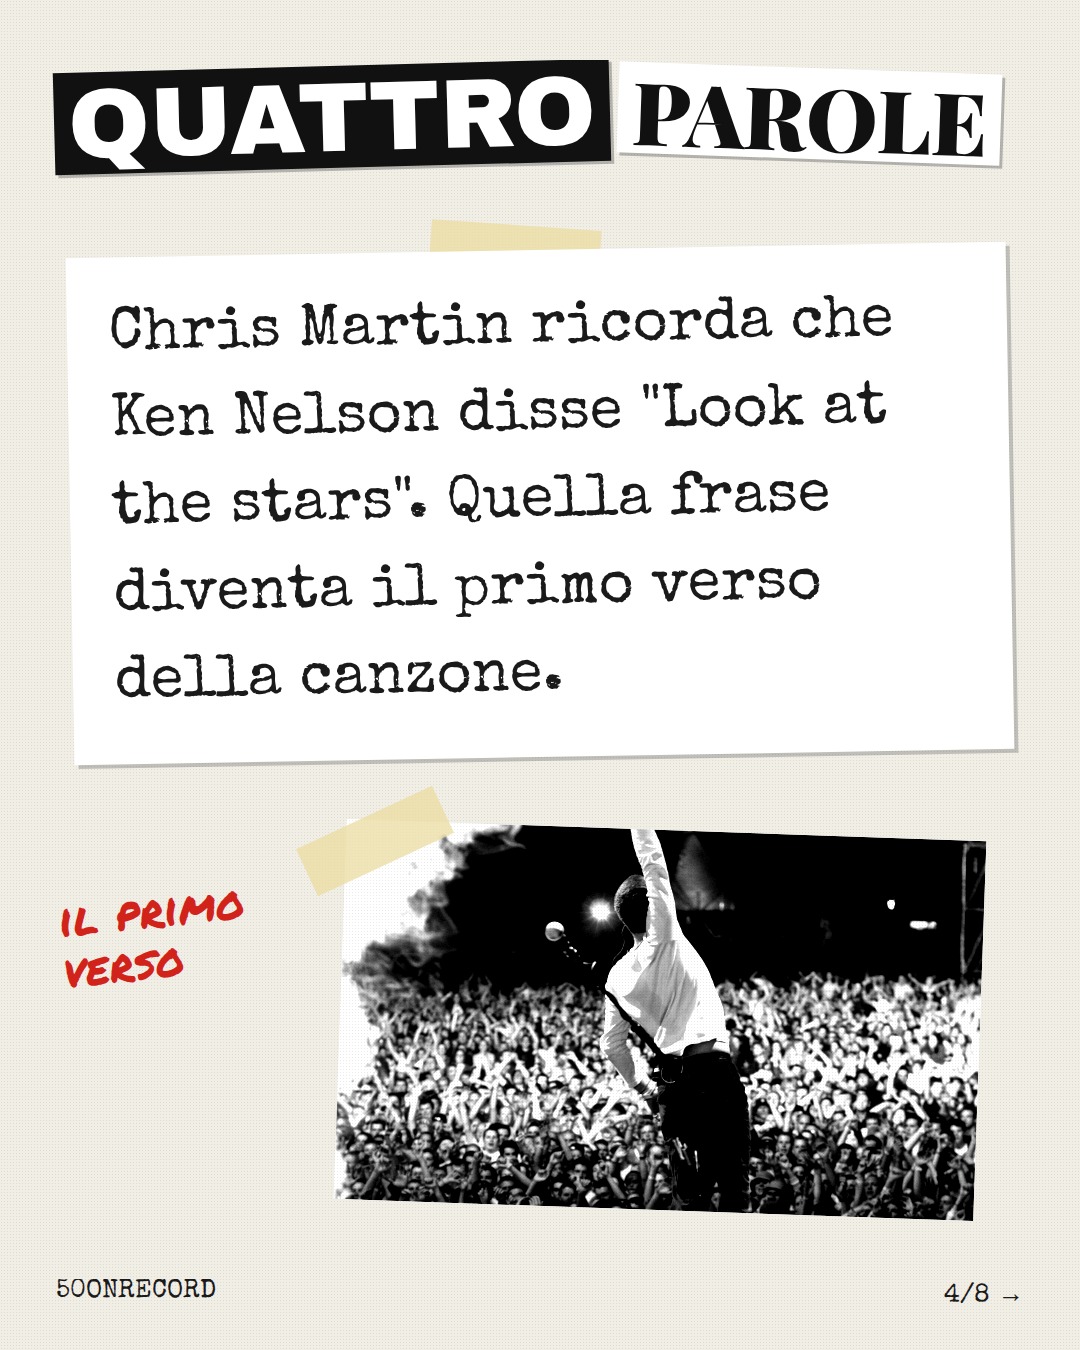 QUATTRO PAROLE
Chris Martin ricorda che
Ken Nelson disse "Look at
the stars". Quella frase
diventa il primo verso
della canzone.
IL PRIMO
VERSO
50ONRECORD
4/8 →